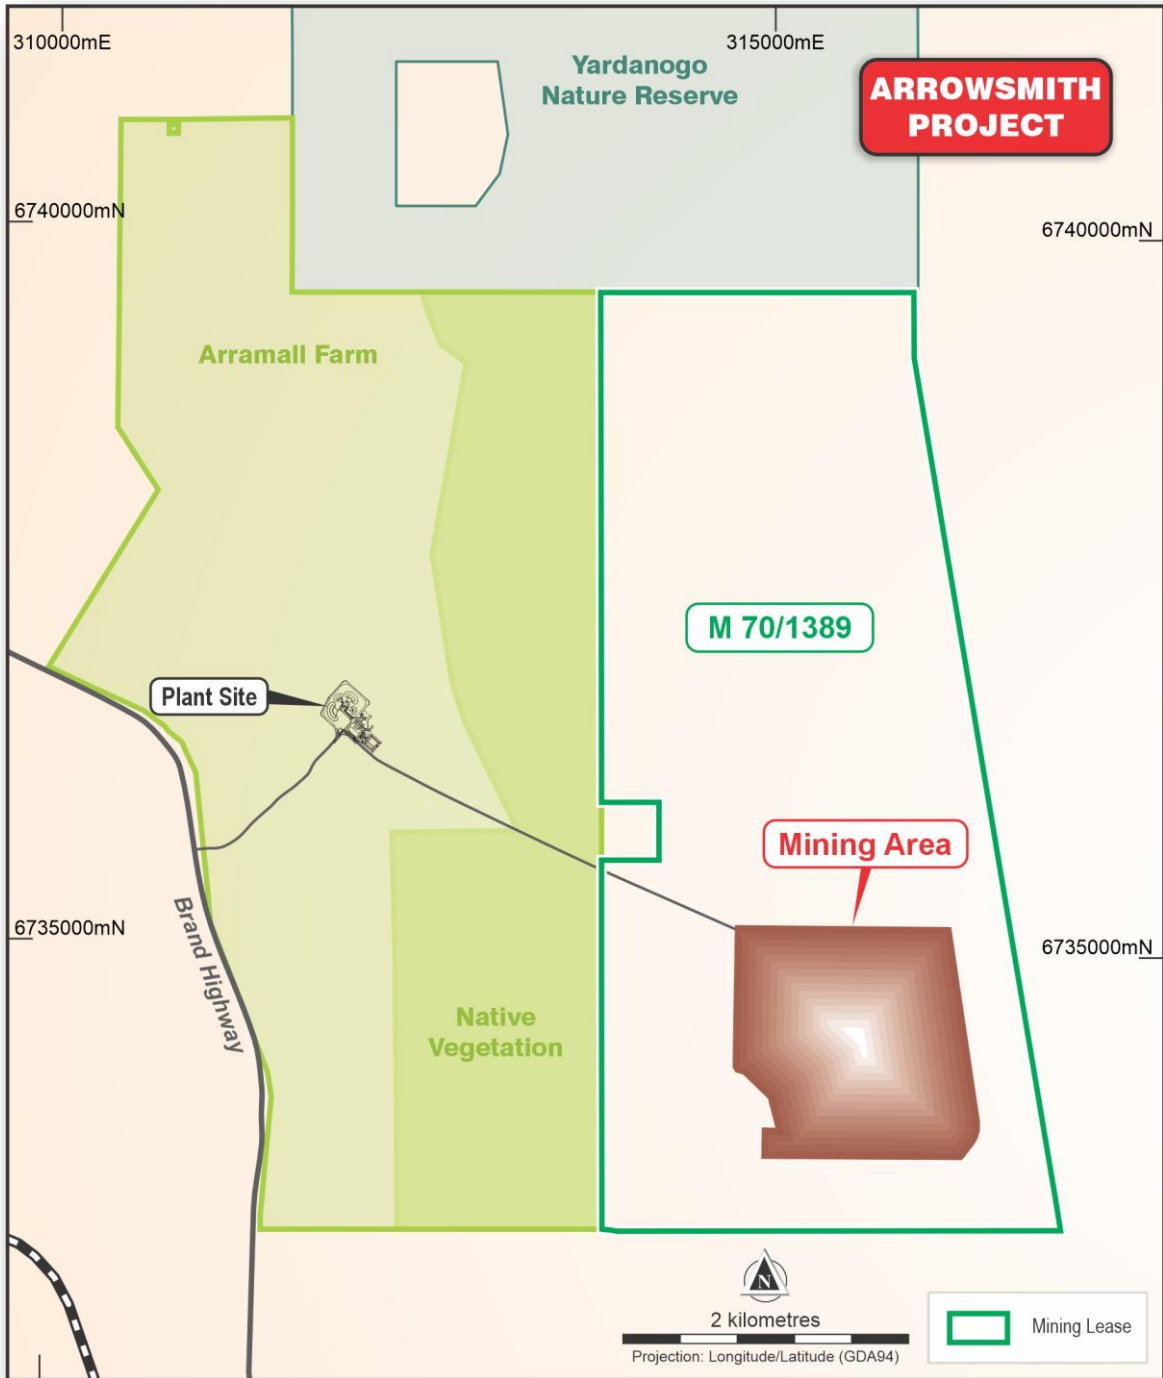 310000mE
315000mE
Yardanogo
Nature Reserve
ARROWSMITH
PROJECT
6740000mN
6740000mN
Arramall Farm
M 70/1389
Plant Site
Mining Area
Brand Highway
6735000mN
6735000mN
Native
Vegetation
N
2 kilometres
Projection: Longitude/Latitude (GDA94)
Mining Lease